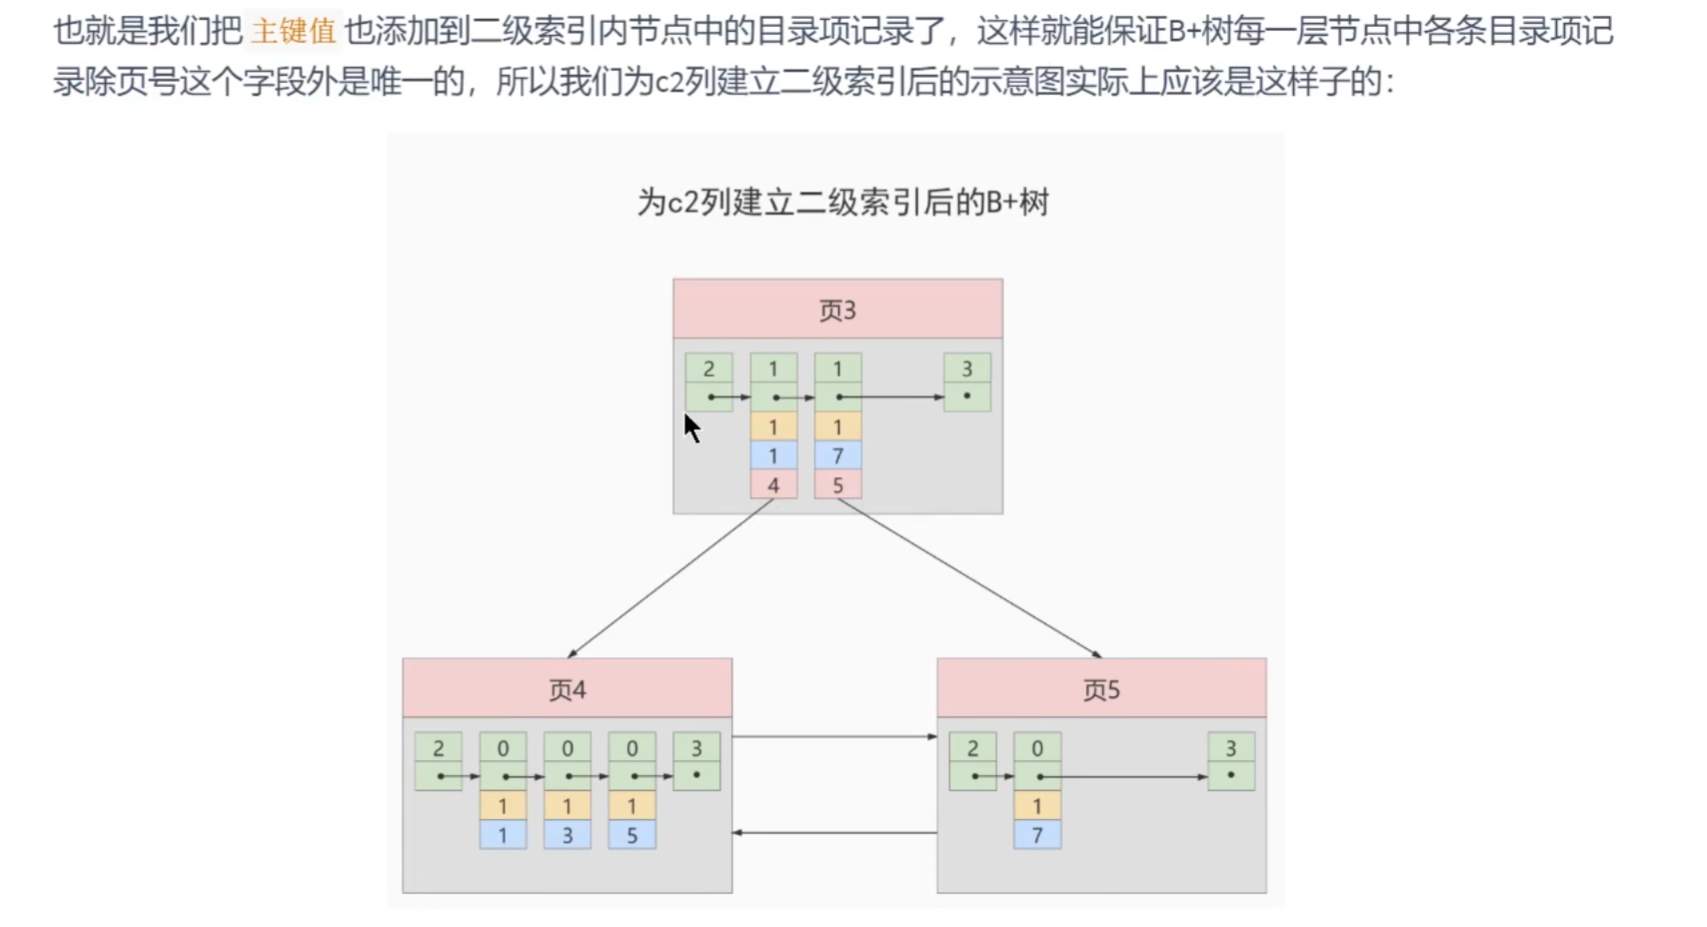 也就是我们把 主键值 也添加到二级索引内节点中的目录项记录了，这样就能保证B+树每一层节点中各条目录项记
录除页号这个字段外是唯一的，所以我们为c2列建立二级索引后的示意图实际上应该是这样子的：
为c2列建立二级索引后的B+树
页3
2 1 1 3
1 1
1 7
4 5
页4 页5
2 0 0 0 3 2 0 3
1 1 1 1
1 3 5 7